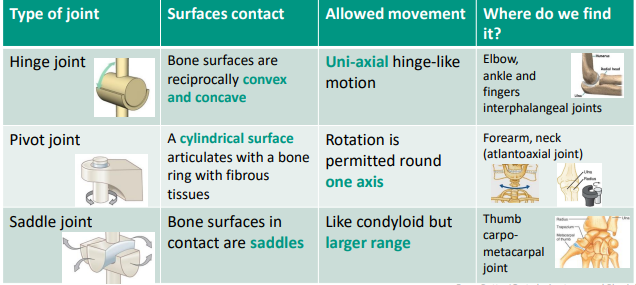 Type of joint
Surfaces contact
Allowed movement
Where do we find
it?
Hinge joint
Bone surfaces are
reciprocally convex
and concave
Uni-axial hinge-like
motion
Elbow,
ankle and
fingers
interphalangeal joints
Humerus
Radial head
Ulna
Pivot joint
A cylindrical surface
articulates with a bone
ring with fibrous
tissues
Rotation is
permitted round
one axis
Forearm, neck
(atlantoaxial joint)
Ulna
Radius
Saddle joint
Bone surfaces in
contact are saddles
Like condyloid but
larger range
Thumb
carpo-
metacarpal
joint
Radius
Trapezium
Metacarpal
of thumb
Ulna